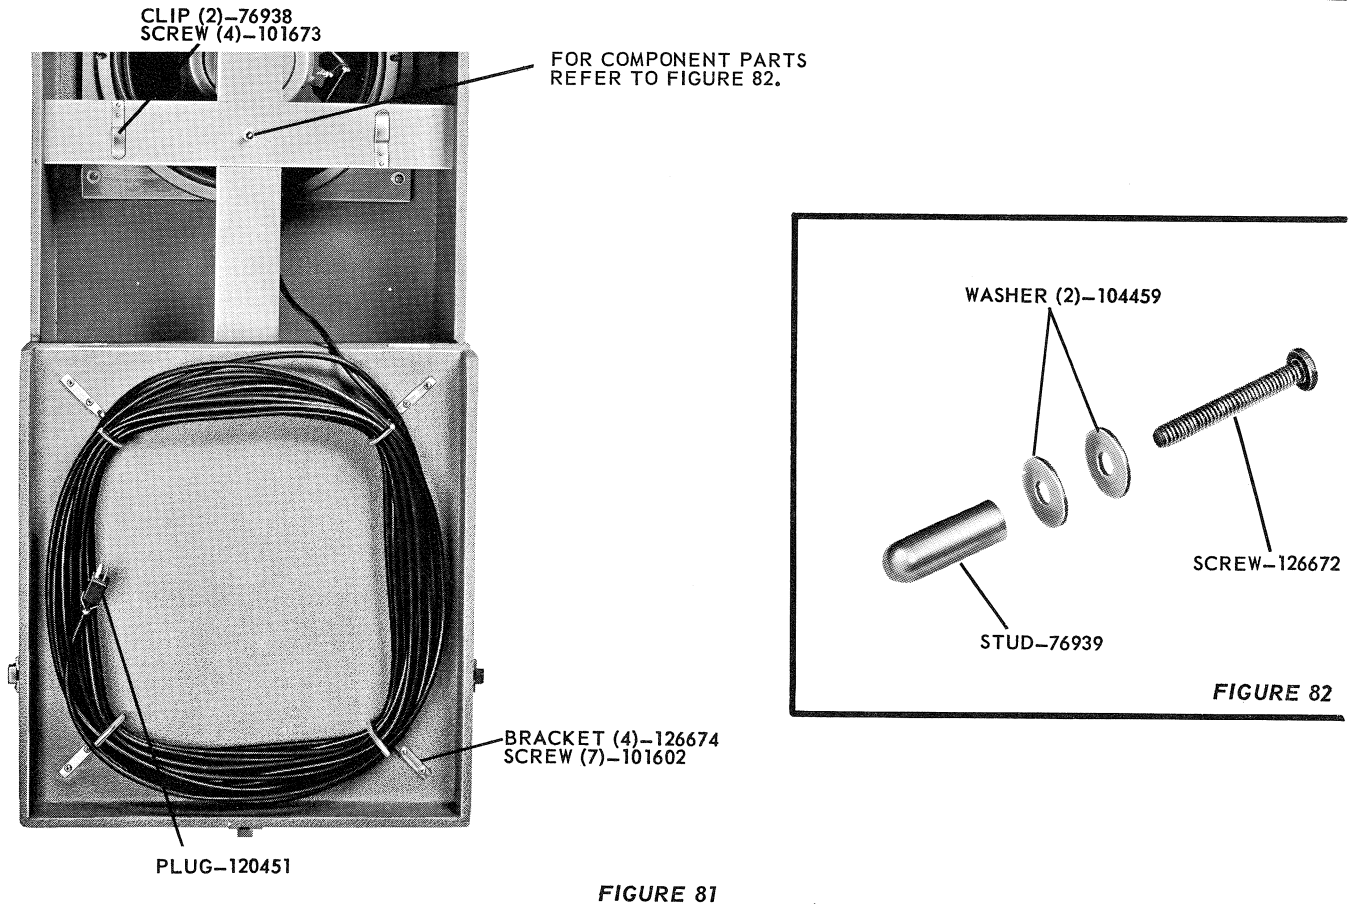 CLIP (2)–76938
SCREW (4)–101673
FOR COMPONENT PARTS
REFER TO FIGURE 82.
WASHER (2)–104459
SCREW–126672
STUD–76939
FIGURE 82
BRACKET (4)–126674
SCREW (7)–101602
PLUG–120451
FIGURE 81